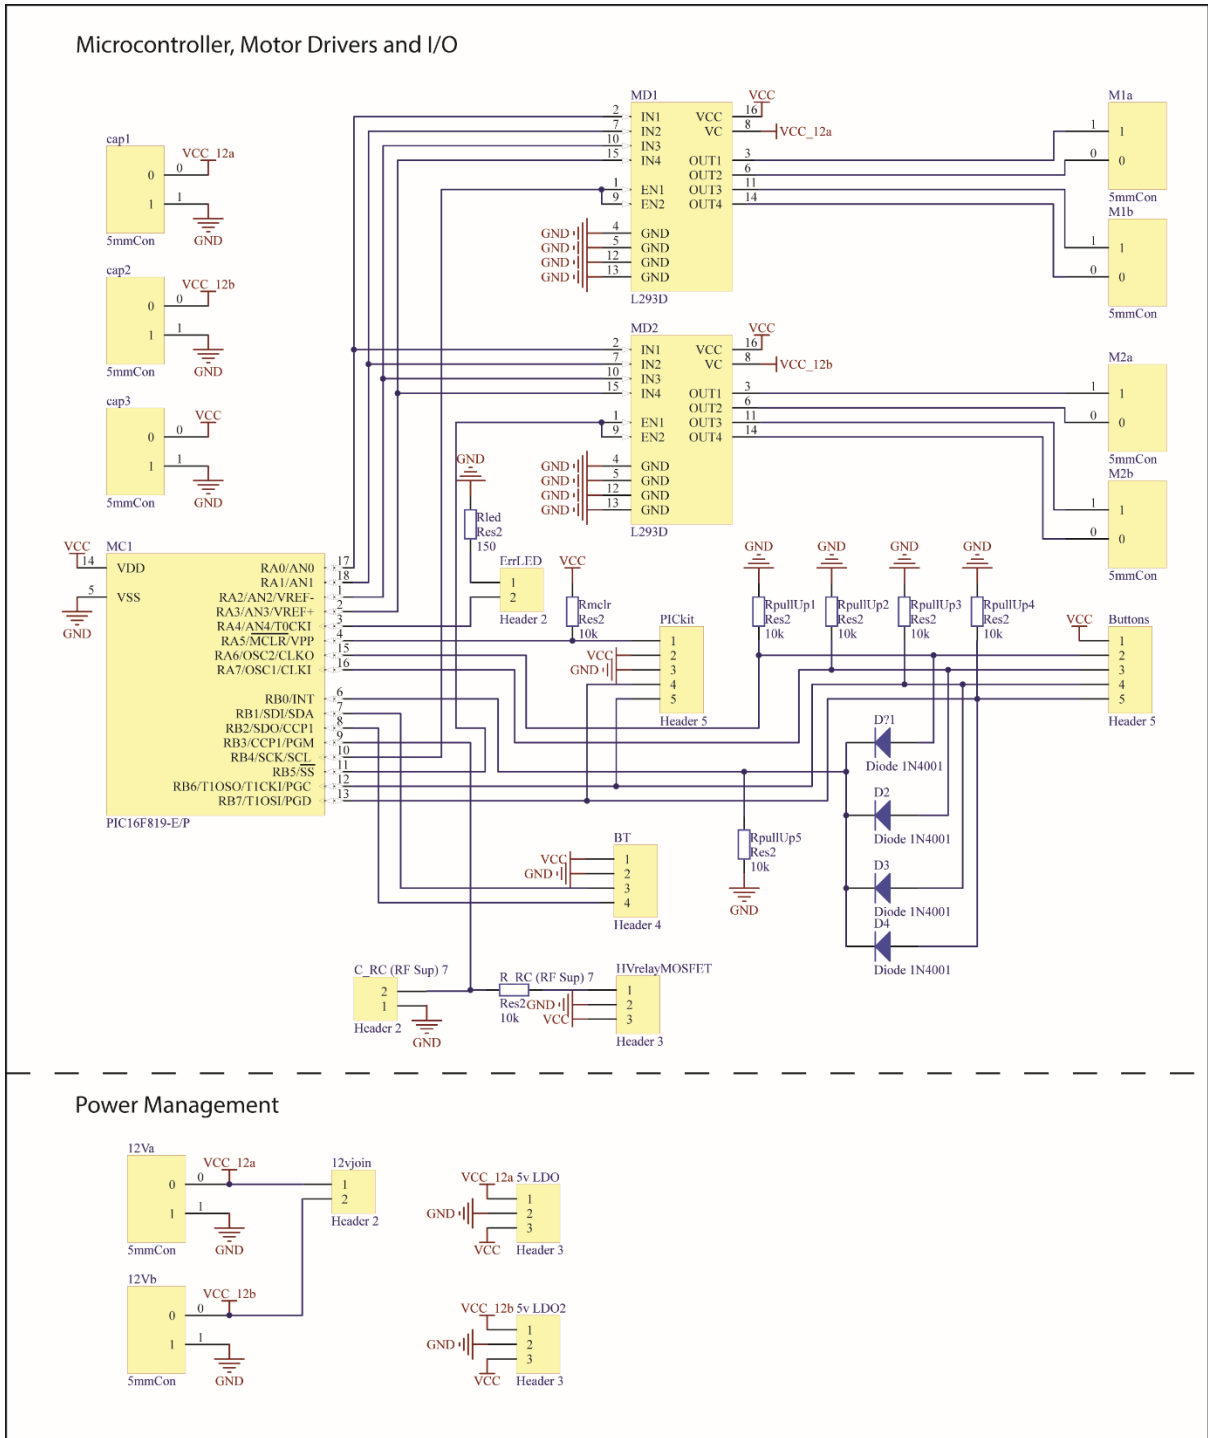 Microcontroller, Motor Drivers and I/O
cap1
VCC_12a
0 0
1 1
5mmCon
GND
cap2
VCC_12b
0 0
1 1
5mmCon
GND
cap3
VCC
0 0
1 1
5mmCon
GND
MD1
2 IN1
7 IN2
10 IN3
15 IN4
1 EN1
9 EN2
GND 4 GND
GND 5 GND
GND 12 GND
GND 13 GND
VCC
VCC 16
VC 8 VCC_12a
OUT1 3
OUT2 6
OUT3 11
OUT4 14
L293D
M1a
1 1
0 0
5mmCon
M1b
1 1
0 0
5mmCon
MD2
2 IN1
7 IN2
10 IN3
15 IN4
1 EN1
9 EN2
GND 4 GND
GND 5 GND
GND 12 GND
GND 13 GND
VCC
VCC 16
VC 8 VCC_12b
OUT1 3
OUT2 6
OUT3 11
OUT4 14
L293D
M2a
1 1
0 0
5mmCon
M2b
1 1
0 0
5mmCon
GND
Rled
Res2
150
ErrLED
1
2
Header 2
VCC
Rmclr
Res2
10k
MC1
VCC
14 VDD
5 VSS
GND
RA0/AN0 17
RA1/AN1 18
RA2/AN2/VREF- 1
RA3/AN3/VREF+ 2
RA4/AN4/T0CKI 3
RA5/MCLR/VPP 4
RA6/OSC2/CLKO 15
RA7/OSC1/CLKI 16
RB0/INT 6
RB1/SDI/SDA 7
RB2/SDO/CCP1 8
RB3/CCP1/PGM 9
RB4/SCK/SCL 10
RB5/SS 11
RB6/T1OSO/T1CKI/PGC 12
RB7/T1OSI/PGD 13
PIC16F819-E/P
PICkit
1
VCC 2
GND 3
4
5
Header 5
GND
RpullUp1
Res2
10k
GND
RpullUp2
Res2
10k
GND
RpullUp3
Res2
10k
GND
RpullUp4
Res2
10k
Buttons
VCC
1
2
3
4
5
Header 5
D?1
Diode 1N4001
D2
Diode 1N4001
D3
Diode 1N4001
D4
Diode 1N4001
RpullUp5
Res2
10k
GND
BT
VCC 1
GND 2
3
4
Header 4
C_RC (RF Sup) 7
2
1
Header 2
GND
R_RC (RF Sup) 7
Res2
10k
HVrelayMOSFET
1
GND 2
VCC 3
Header 3
Power Management
12Va
VCC_12a
0 0
1 1
5mmCon
GND
12vjoin
1
2
Header 2
12Vb
VCC_12b
0 0
1 1
5mmCon
GND
VCC_12a
5v LDO
1
GND 2
3
VCC
Header 3
VCC_12b
5v LDO2
1
GND 2
3
VCC
Header 3